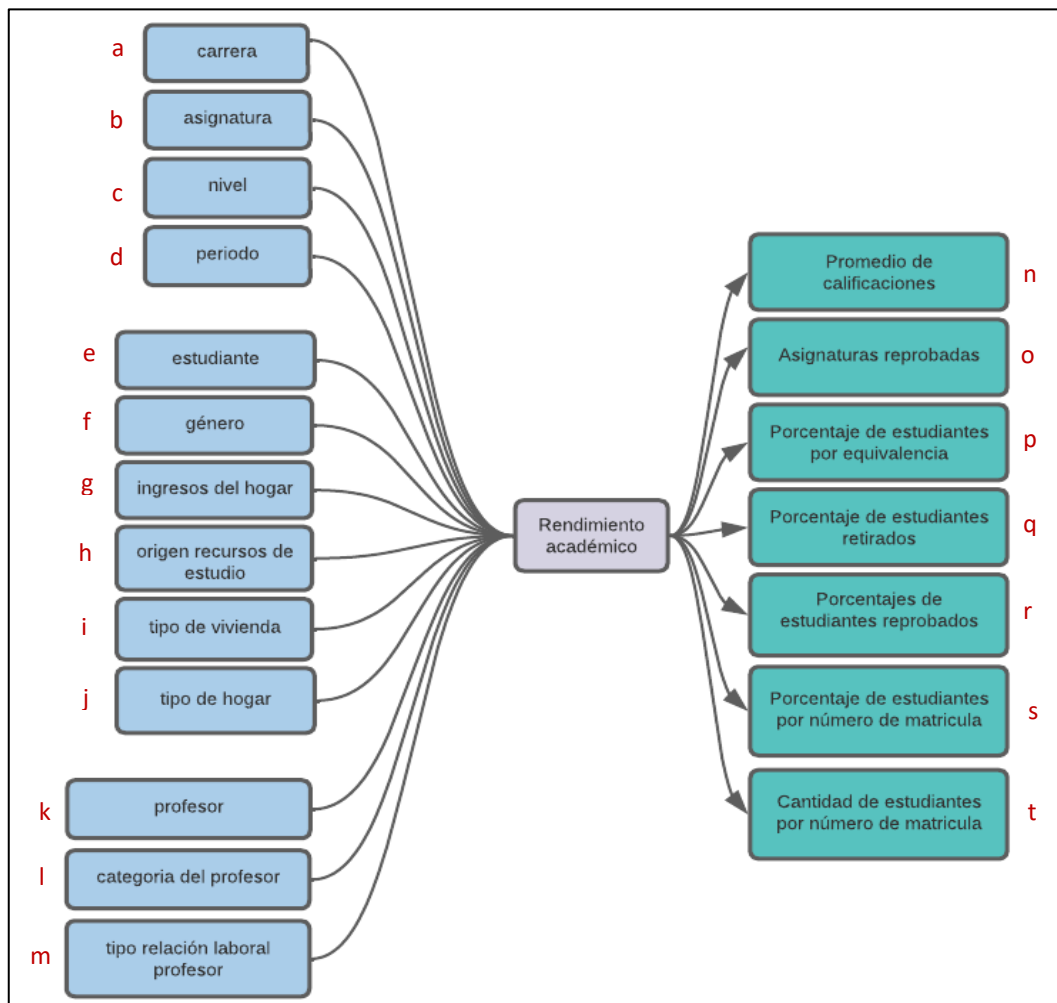 a
carrera
b
asignatura
c
nivel
d
periodo
e
estudiante
f
género
g
ingresos del hogar
h
origen recursos de
estudio
i
tipo de vivienda
j
tipo de hogar
k
profesor
l
categoria del profesor
m
tipo relación laboral
profesor
Rendimiento
académico
Promedio de
calificaciones
n
Asignaturas reprobadas
o
Porcentaje de estudiantes
por equivalencia
p
Porcentaje de estudiantes
retirados
q
Porcentajes de
estudiantes reprobados
r
Porcentaje de estudiantes
por número de matricula
s
Cantidad de estudiantes
por número de matricula
t